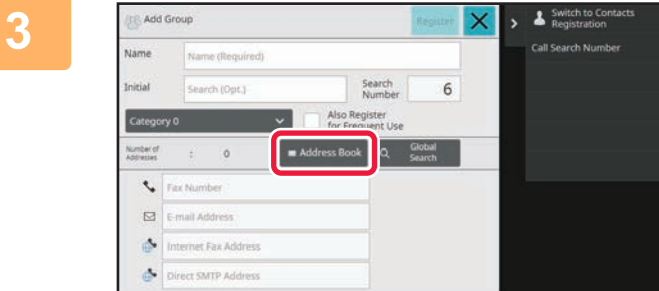 3
Add Group
Register
Switch to Contacts
Registration
Call Search Number
Name
Name (Required)
Initial
Search (Opt.)
Search
Number
6
Category 0
Also Register
for Frequent Use
Number of
Addresses
:
0
Address Book
Global
Search
Fax Number
E-mail Address
Internet Fax Address
Direct SMTP Address